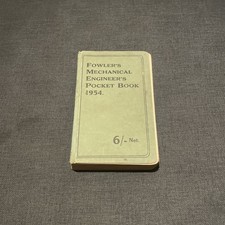 FOWLER'S
MECHANICAL
ENGINEER'S
POCKET BOOK
1954.
6/- Net.